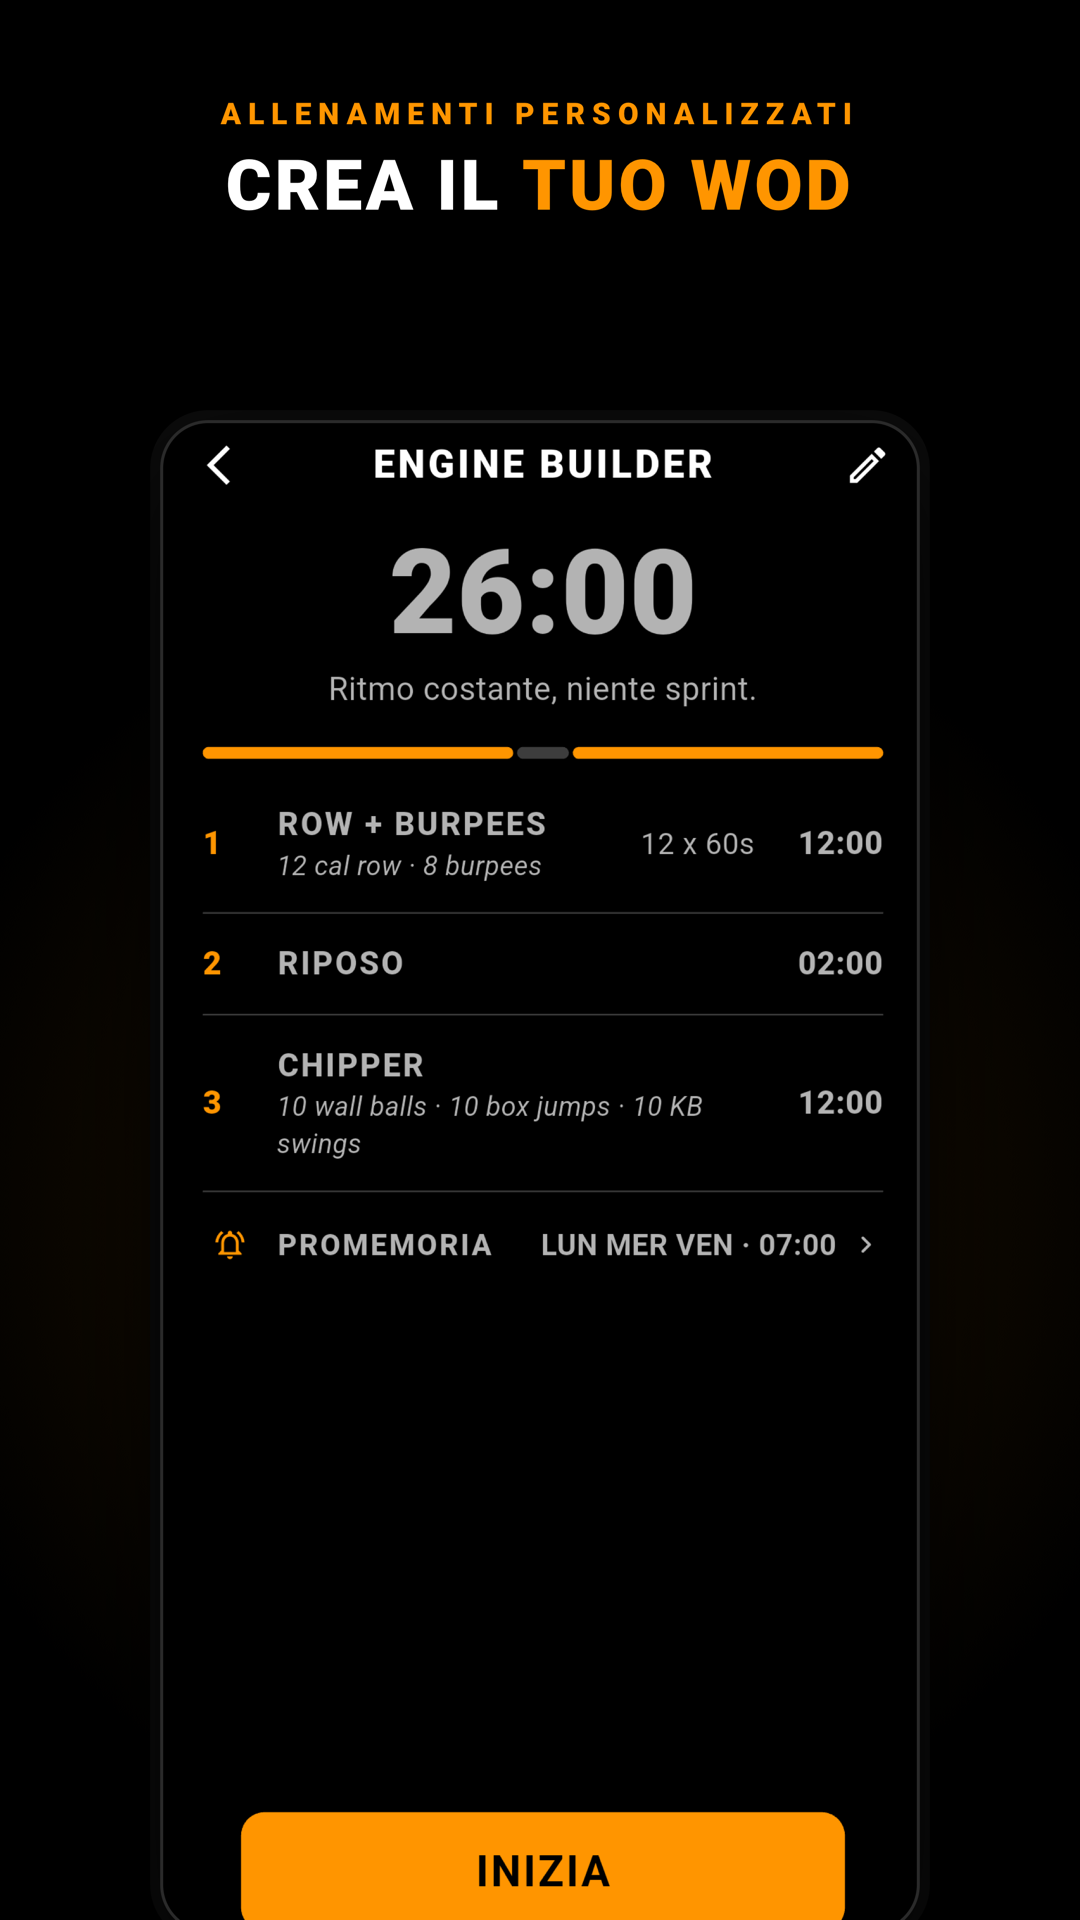 ALLENAMENTI PERSONALIZZATI
CREA IL TUO WOD
ENGINE BUILDER
26:00
Ritmo costante, niente sprint.
1 ROW + BURPEES 12 x 60s 12:00
12 cal row · 8 burpees
2 RIPOSO 02:00
3 CHIPPER 12:00
10 wall balls · 10 box jumps · 10 KB
swings
PROMEMORIA LUN MER VEN · 07:00
INIZIA